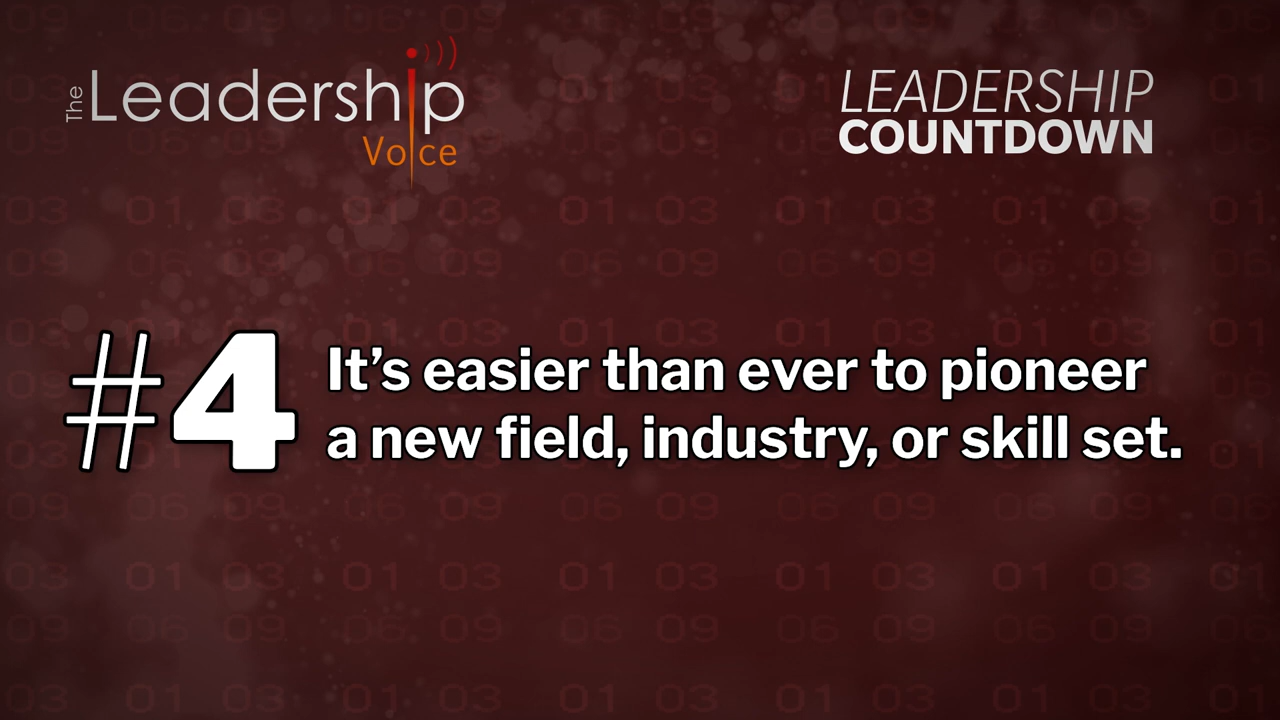 The Leadership
Voice
LEADERSHIP
COUNTDOWN
#4
It’s easier than ever to pioneer
a new field, industry, or skill set.